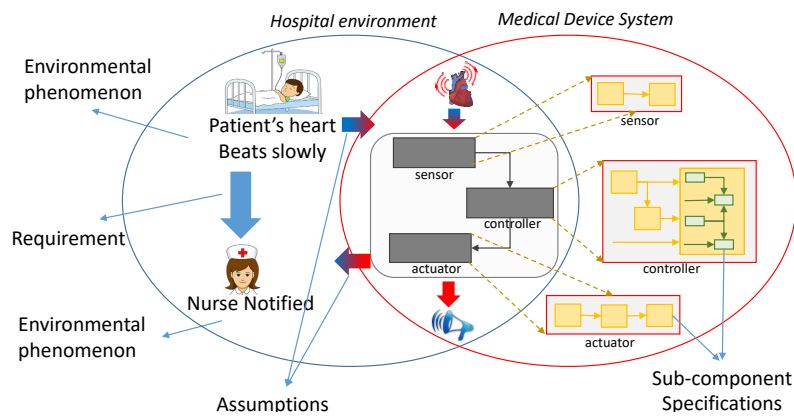 Hospital environment
Medical Device System
Environmental
phenomenon
Patient's heart
Beats slowly
sensor
sensor
controller
Requirement
controller
actuator
Nurse Notified
Environmental
phenomenon
actuator
Assumptions
Sub-component
Specifications